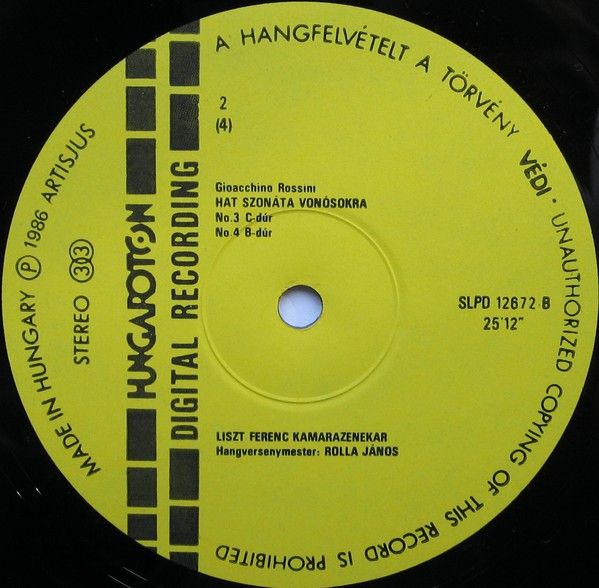 A HANGFELVÉTELT A TÖRVÉNY VÉDI • UNAUTHORIZED COPYING OF THIS RECORD IS PROHIBITED
MADE IN HUNGARY Ⓟ 1986 ARTISJUS
STEREO 33
HUNGAROTON
DIGITAL RECORDING
2
(4)
Gioacchino Rossini
HAT SZONÁTA VONÓSOKRA
No.3 C-dúr
No.4 B-dúr
SLPD 12672 B
25'12"
LISZT FERENC KAMARAZENEKAR
Hangversenymester: ROLLA JÁNOS